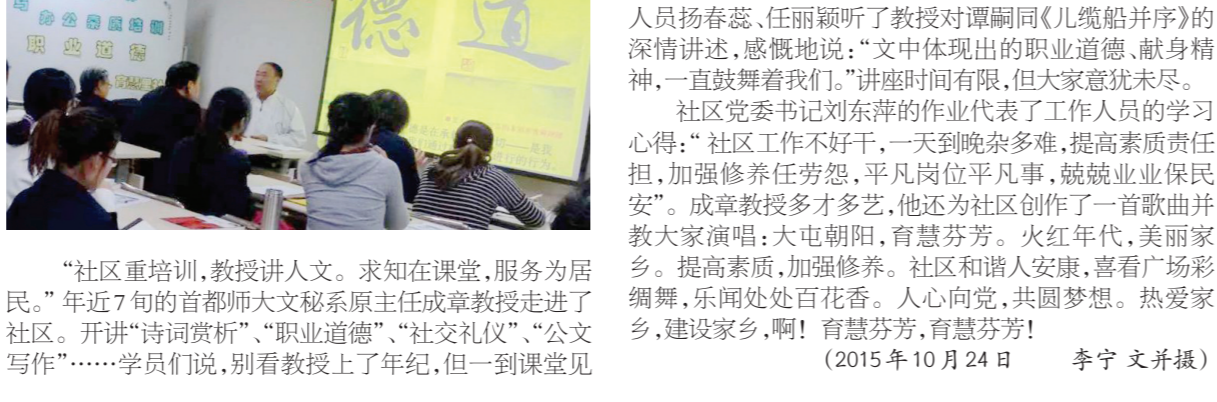 与办公素质培训
职业道德
育慧里社
德 道
“社区重培训,教授讲人文。求知在课堂,服务为居
民。”年近7旬的首都师大文秘系原主任成章教授走进了
社区。开讲“诗词赏析”、“职业道德”、“社交礼仪”、“公文
写作”……学员们说,别看教授上了年纪,但一到课堂见
人员扬春蕊、任丽颖听了教授对谭嗣同《儿缆船并序》的
深情讲述,感慨地说:“文中体现出的职业道德、献身精
神,一直鼓舞着我们。”讲座时间有限,但大家意犹未尽。
社区党委书记刘东萍的作业代表了工作人员的学习
心得:“ 社区工作不好干,一天到晚杂多难,提高素质责任
担,加强修养任劳怨,平凡岗位平凡事,兢兢业业保民
安”。成章教授多才多艺,他还为社区创作了一首歌曲并
教大家演唱:大屯朝阳,育慧芬芳。火红年代,美丽家
乡。提高素质,加强修养。社区和谐人安康,喜看广场彩
绸舞,乐闻处处百花香。人心向党,共圆梦想。热爱家
乡,建设家乡,啊! 育慧芬芳,育慧芬芳!
(2015年10月24日 李宁 文并摄)